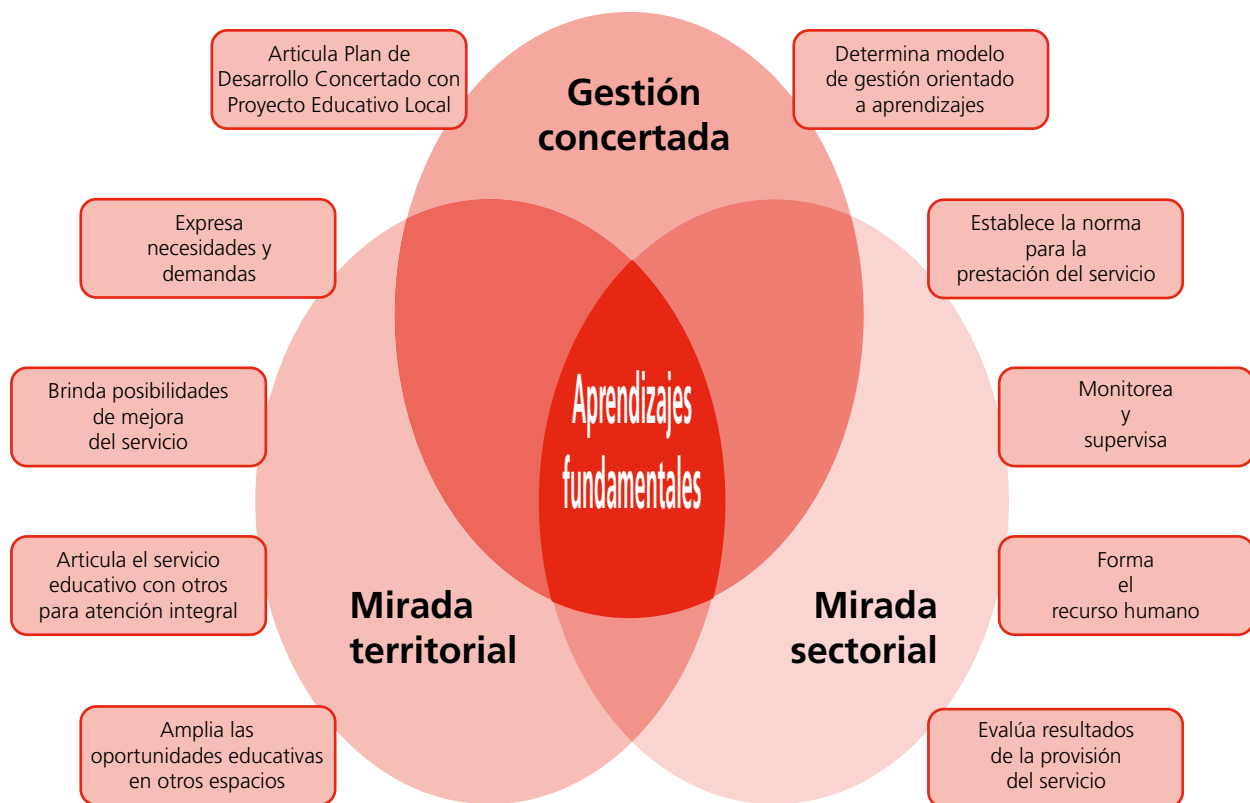 Articula Plan de
Desarrollo Concertado con
Proyecto Educativo Local
Gestión
concertada
Determina modelo
de gestión orientado
a aprendizajes
Expresa
necesidades y
demandas
Establece la norma
para la
prestación del servicio
Brinda posibilidades
de mejora
del servicio
Aprendizajes
fundamentales
Monitorea
y
supervisa
Articula el servicio
educativo con otros
para atención integral
Mirada
territorial
Mirada
sectorial
Forma
el
recurso humano
Amplia las
oportunidades educativas
en otros espacios
Evalúa resultados
de la provisión
del servicio